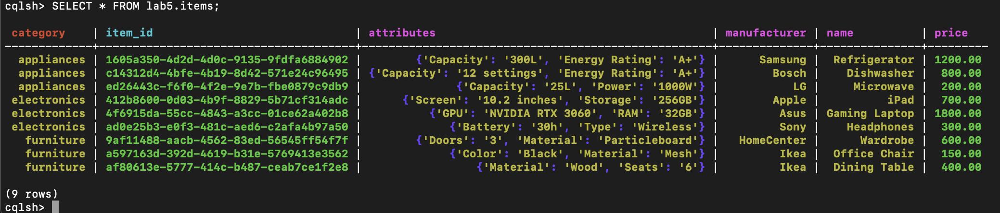 cqlsh> SELECT * FROM lab5.items;
 category    | item_id                              | attributes                                         | manufacturer | name           | price
-------------+--------------------------------------+----------------------------------------------------+--------------+----------------+---------
  appliances | 1605a350-4d2d-4d0c-9135-9fdfa6884902 |        {'Capacity': '300L', 'Energy Rating': 'A+'} |      Samsung |   Refrigerator | 1200.00
  appliances | c14312d4-4bfe-4b19-8d42-571e24c96495 | {'Capacity': '12 settings', 'Energy Rating': 'A+'} |        Bosch |     Dishwasher |  800.00
  appliances | ed26443c-f6f0-4f2e-9e7b-fbe0879c9db9 |              {'Capacity': '25L', 'Power': '1000W'} |           LG |      Microwave |  200.00
 electronics | 412b8600-0d03-4b9f-8829-5b71cf314adc |      {'Screen': '10.2 inches', 'Storage': '256GB'} |        Apple |           iPad |  700.00
 electronics | 4f6915da-55cc-4843-a3cc-01ce62a402b8 |          {'GPU': 'NVIDIA RTX 3060', 'RAM': '32GB'} |         Asus |  Gaming Laptop | 1800.00
 electronics | ad0e25b3-e0f3-481c-aed6-c2afa4b97a50 |             {'Battery': '30h', 'Type': 'Wireless'} |         Sony |     Headphones |  300.00
   furniture | 9af11488-aacb-4562-83ed-56545ff54f7f |        {'Doors': '3', 'Material': 'Particleboard'} |   HomeCenter |       Wardrobe |  600.00
   furniture | a597163d-392d-4619-b31e-5769413e3562 |             {'Color': 'Black', 'Material': 'Mesh'} |         Ikea |   Office Chair |  150.00
   furniture | af80613e-5777-414c-b487-ceab7ce1f2e8 |                 {'Material': 'Wood', 'Seats': '6'} |         Ikea |   Dining Table |  400.00
(9 rows)
cqlsh>